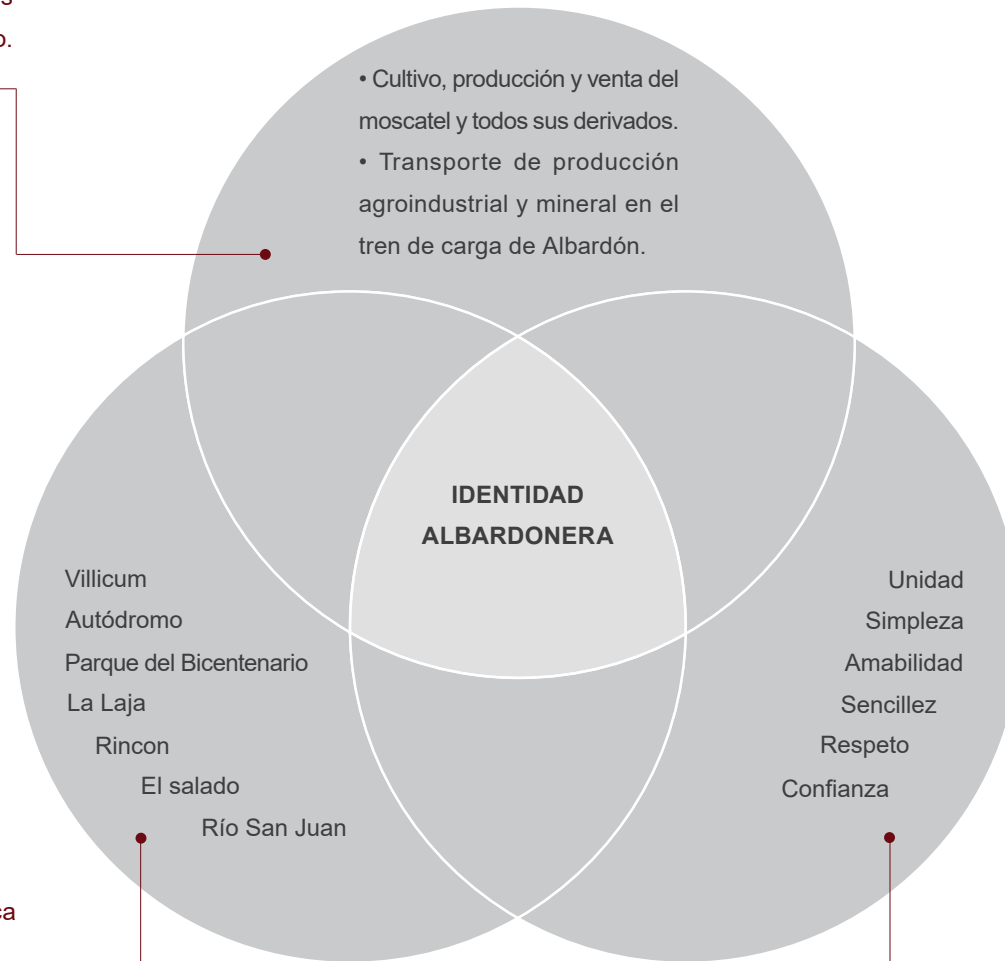 s
o.
• Cultivo, producción y venta del
moscatel y todos sus derivados.
• Transporte de producción
agroindustrial y mineral en el
tren de carga de Albardón.
IDENTIDAD
ALBARDONERA
Villicum
Autódromo
Parque del Bicentenario
La Laja
Rincon
El salado
Río San Juan
Unidad
Simpleza
Amabilidad
Sencillez
Respeto
Confianza
ca